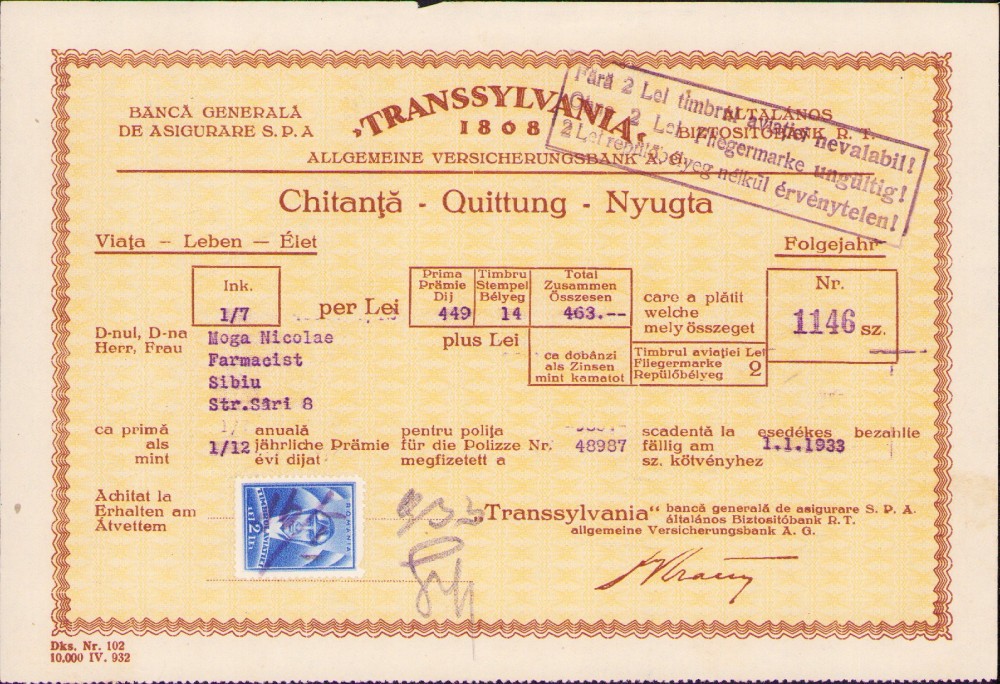 BANCĂ GENERALĂ
DE ASIGURARE S. P. A
„TRANSSYLVANIA“
1868
ÁLTALÁNOS
BIZTOSITÓBANK R. T.
ALLGEMEINE VERSICHERUNGSBANK A. G.
Fără 2 Lei timbrul aviației nevalabil!
Ohne 2 Lei Fliegermarke ungültig!
2 Lei repülőbélyeg nélkül érvénytelen!
Chitanţă - Quittung - Nyugta
Viaţa — Leben — Élet
Folgejahr
Ink.
1/7
per Lei
Prima
Prämie
Dij
449
Timbru
Stempel
Bélyeg
14
Total
Zusammen
Összesen
463.--
care a plătit
welche
mely összeget
Nr.
1146 sz.
D-nul, D-na
Herr, Frau
Moga Nicolae
Farmacist
Sibiu
Str.Sări 8
plus Lei
ca dobânzi
als Zinsen
mint kamatot
Timbrul aviaţiei Lei
Fliegermarke
Repülőbélyeg
2
ca primă
als
mint
1/12
anuală
jährliche Prämie
évi díjat
pentru poliţa
für die Polizze Nr.
megfizetett a
48987
scadentă la esedékes bezahlte
fällig am 1.1.1933
sz. kötvényhez
Achitat la
Erhalten am
Átvettem
ROMANIA
TIMBRUL AVIAȚIEI
2 LEI
„Transsylvania“
bancă generală de asigurare S. P. A.
általános Biztositóbank R. T.
allgemeine Versicherungsbank A. G.
Dks. Nr. 102
10.000 IV. 932